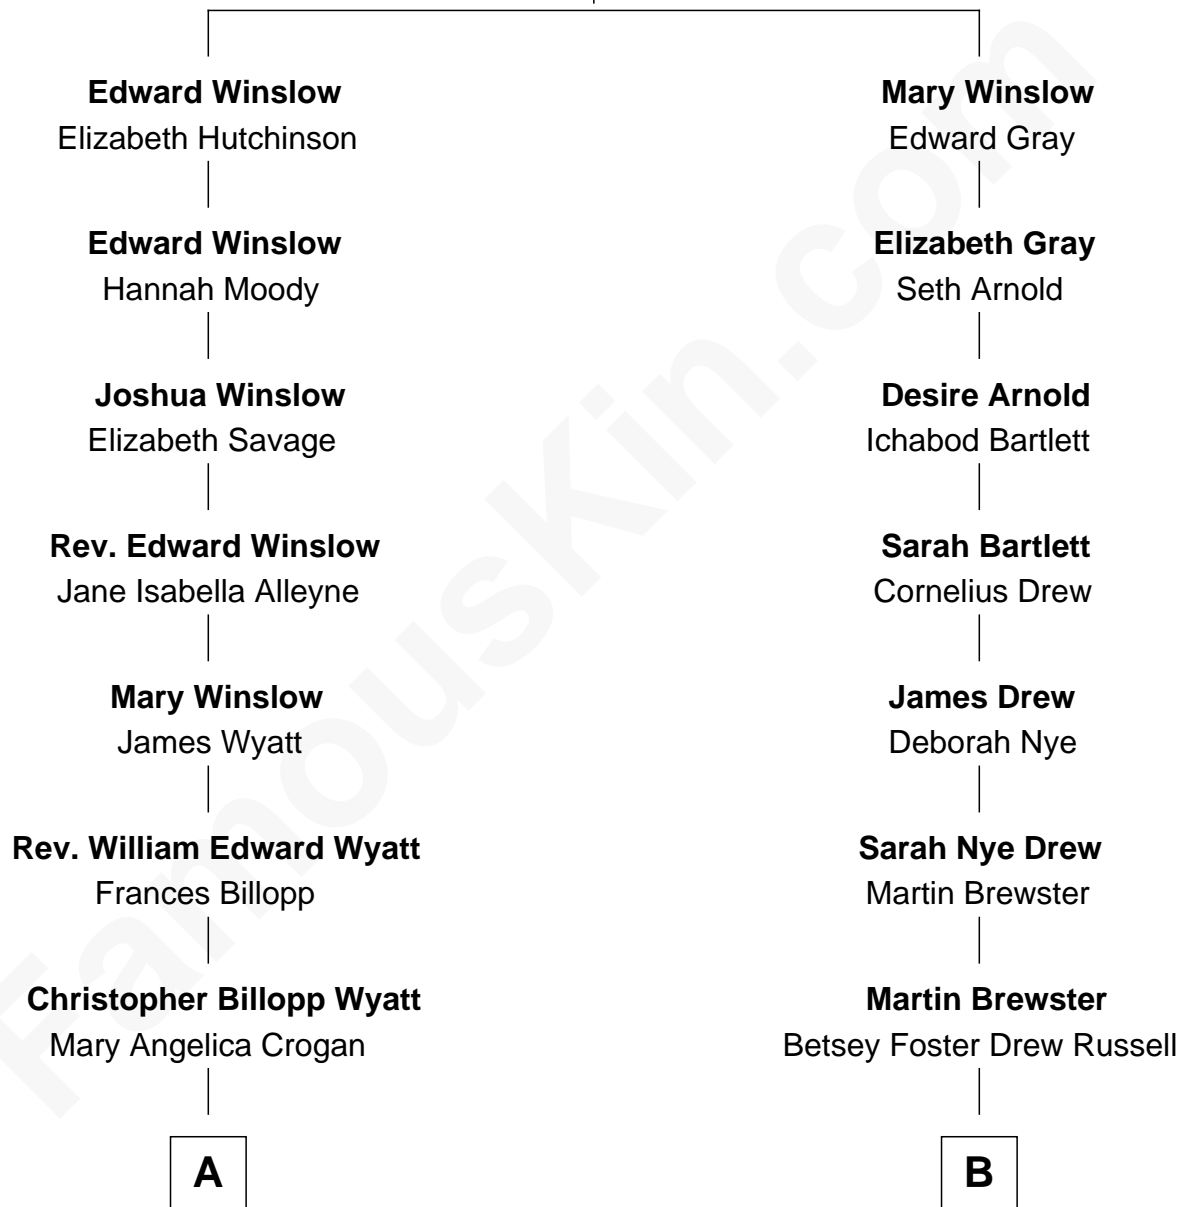 Edward Winslow
Elizabeth Hutchinson
Edward Winslow
Hannah Moody
Joshua Winslow
Elizabeth Savage
Rev. Edward Winslow
Jane Isabella Alleyne
Mary Winslow
James Wyatt
Rev. William Edward Wyatt
Frances Billopp
Christopher Billopp Wyatt
Mary Angelica Crogan
A
Mary Winslow
Edward Gray
Elizabeth Gray
Seth Arnold
Desire Arnold
Ichabod Bartlett
Sarah Bartlett
Cornelius Drew
James Drew
Deborah Nye
Sarah Nye Drew
Martin Brewster
Martin Brewster
Betsey Foster Drew Russell
B
FamousKin.com